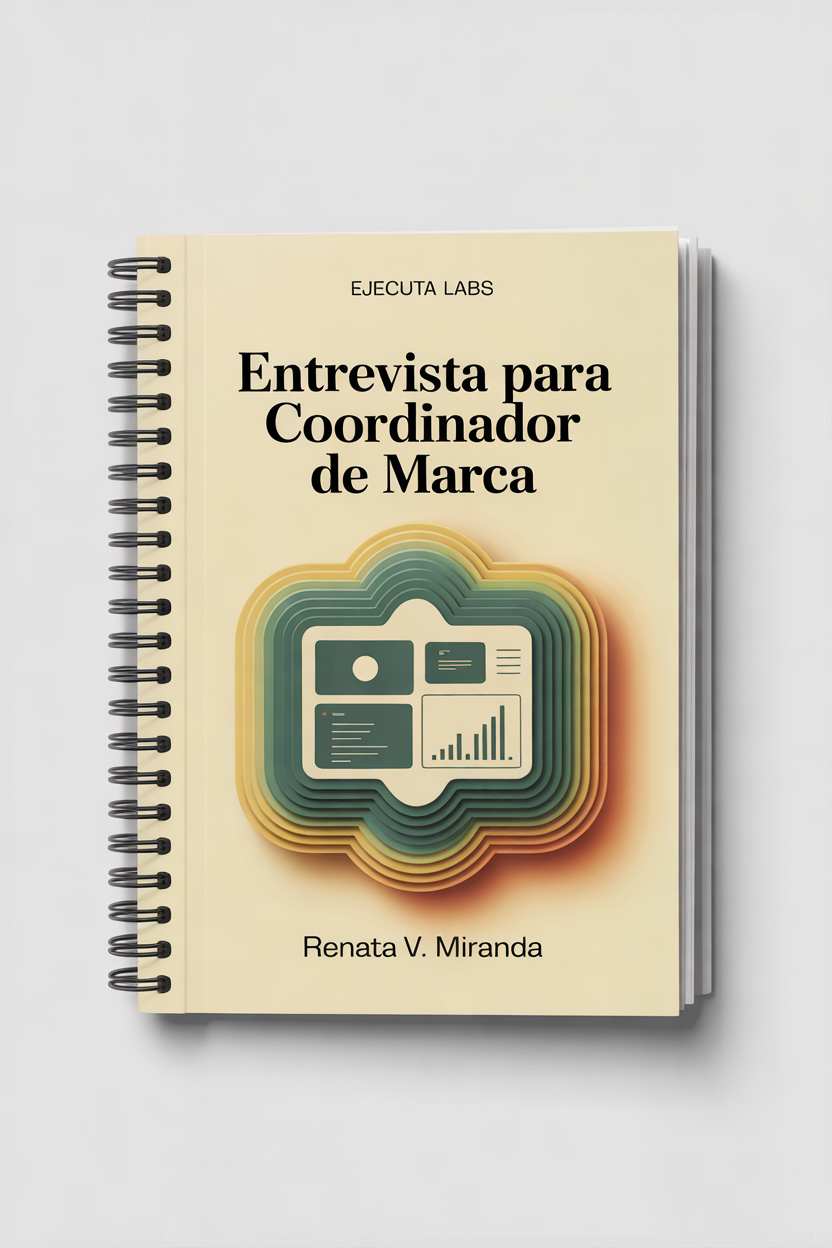 EJECUTA LABS
Entrevista para
Coordinador
de Marca
Renata V. Miranda